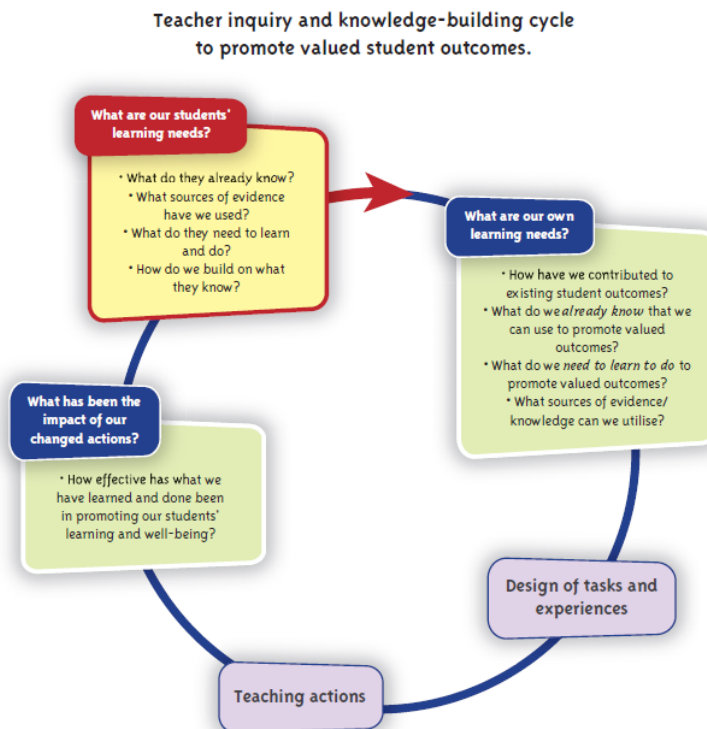 Teacher inquiry and knowledge-building cycle
to promote valued student outcomes.
What are our students'
learning needs?
• What do they already know?
• What sources of evidence
have we used?
• What do they need to learn
and do?
• How do we build on what
they know?
What are our own
learning needs?
• How have we contributed to
existing student outcomes?
• What do we already know that we
can use to promote valued
outcomes?
• What do we need to learn to do to
promote valued outcomes?
• What sources of evidence/
knowledge can we utilise?
Design of tasks and
experiences
Teaching actions
What has been the
impact of our
changed actions?
• How effective has what we
have learned and done been
in promoting our students'
learning and well-being?